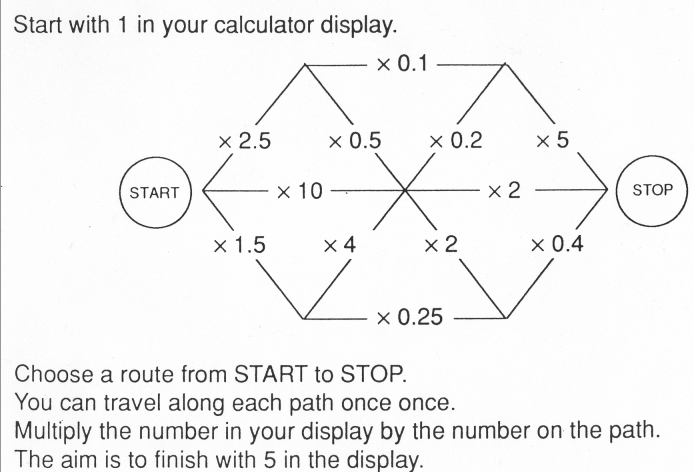 Start with 1 in your calculator display.
× 0.1
× 2.5 × 0.5 × 0.2 × 5
START × 10 × 2 STOP
× 1.5 × 4 × 2 × 0.4
× 0.25
Choose a route from START to STOP.
You can travel along each path once once.
Multiply the number in your display by the number on the path.
The aim is to finish with 5 in the display.